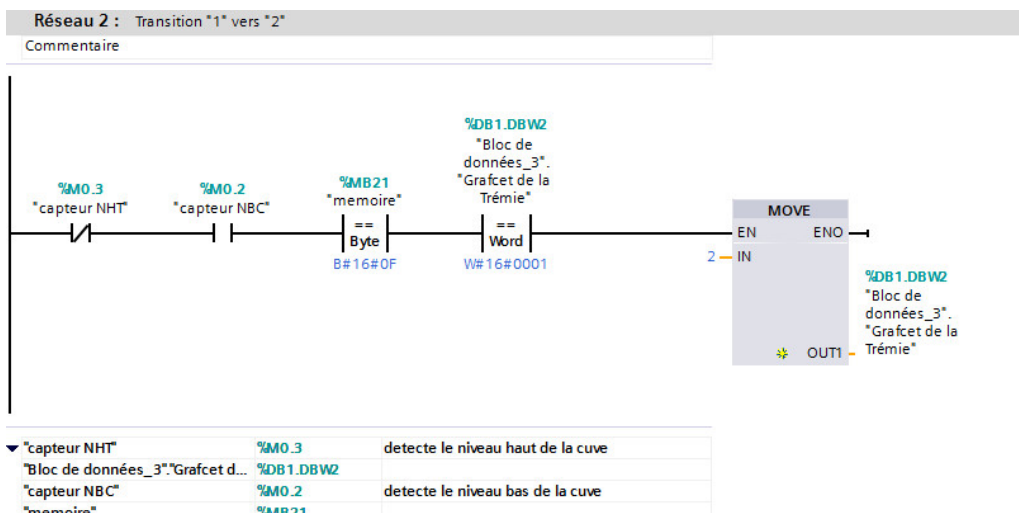 Réseau 2 : Transition "1" vers "2"
Commentaire
%M0.3
"capteur NHT"
%M0.2
"capteur NBC"
%MB21
"memoire"
==
Byte
B#16#0F
%DB1.DBW2
"Bloc de
données_3".
"Grafcet de la
Trémie"
==
Word
W#16#0001
MOVE
EN ENO
2 IN
OUT1
%DB1.DBW2
"Bloc de
données_3".
"Grafcet de la
Trémie"
"capteur NHT" %M0.3 detecte le niveau haut de la cuve
"Bloc de données_3"."Grafcet d... %DB1.DBW2
"capteur NBC" %M0.2 detecte le niveau bas de la cuve
"memoire" %MB21